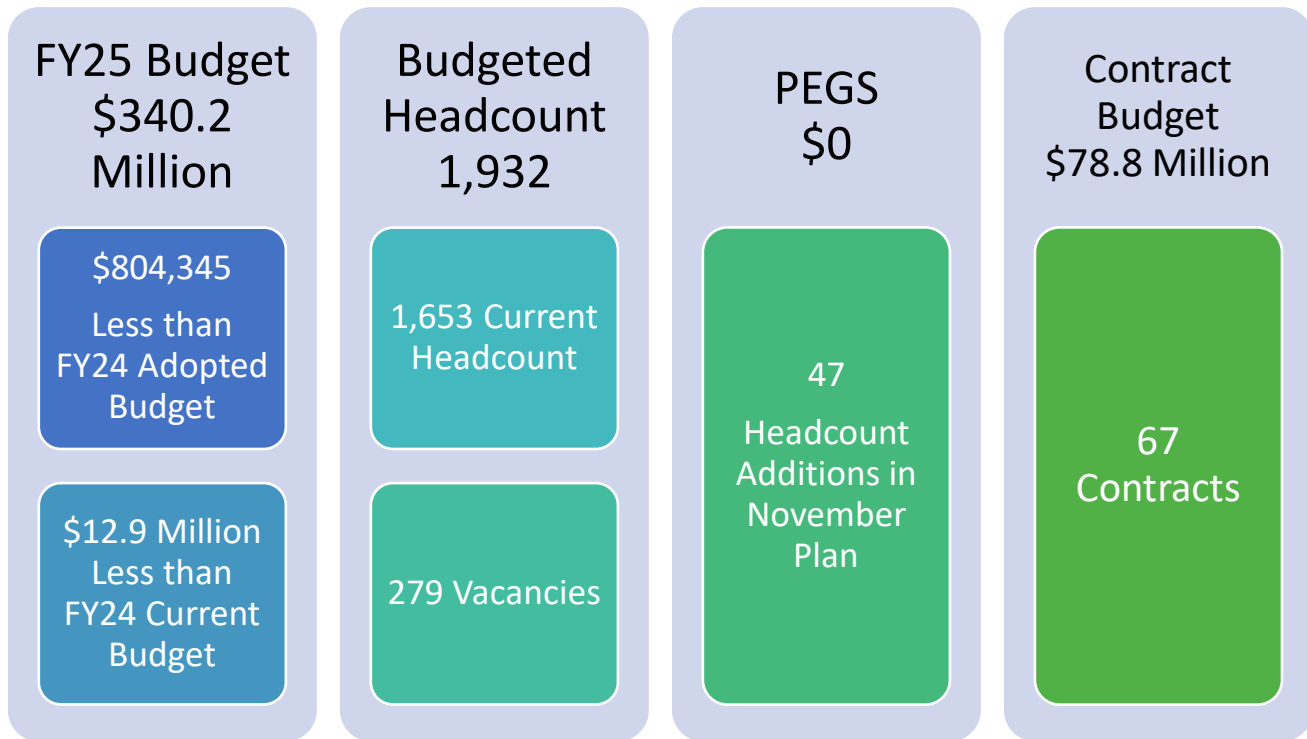 FY25 Budget
$340.2
Million
$804,345
Less than
FY24 Adopted
Budget
$12.9 Million
Less than
FY24 Current
Budget
Budgeted
Headcount
1,932
1,653 Current
Headcount
279 Vacancies
PEGS
$0
47
Headcount
Additions in
November
Plan
Contract
Budget
$78.8 Million
67
Contracts